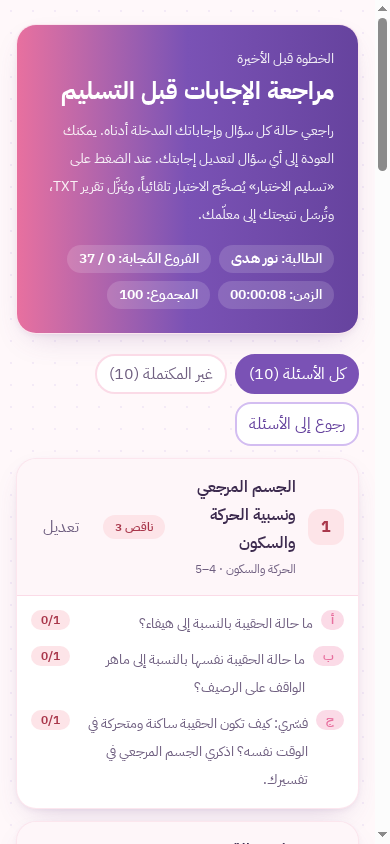 الخطوة قبل الأخيرة
مراجعة الإجابات قبل التسليم
راجعي حالة كل سؤال وإجاباتك المدخلة أدناه. يمكنك
العودة إلى أي سؤال لتعديل إجابتك. عند الضغط على
«تسليم الاختبار» يُصحَّح الاختبار تلقائياً، ويُنزَّل تقرير TXT،
وتُرسَل نتيجتك إلى معلّمك.
الطالبة: نور هدى
الفروع المُجابة: 0 / 37
الزمن: 00:00:08
المجموع: 100
كل الأسئلة (10)
غير المكتملة (10)
رجوع إلى الأسئلة
1
الجسم المرجعي
ونسبية الحركة
والسكون
الحركة والسكون · 4–5
ناقص 3
تعديل
أ ما حالة الحقيبة بالنسبة إلى هيفاء؟ 0/1
ب ما حالة الحقيبة نفسها بالنسبة إلى ماهر 0/1
الواقف على الرصيف؟
ج فسّري: كيف تكون الحقيبة ساكنة ومتحركة في 0/1
الوقت نفسه؟ اذكري الجسم المرجعي في
تفسيرك.